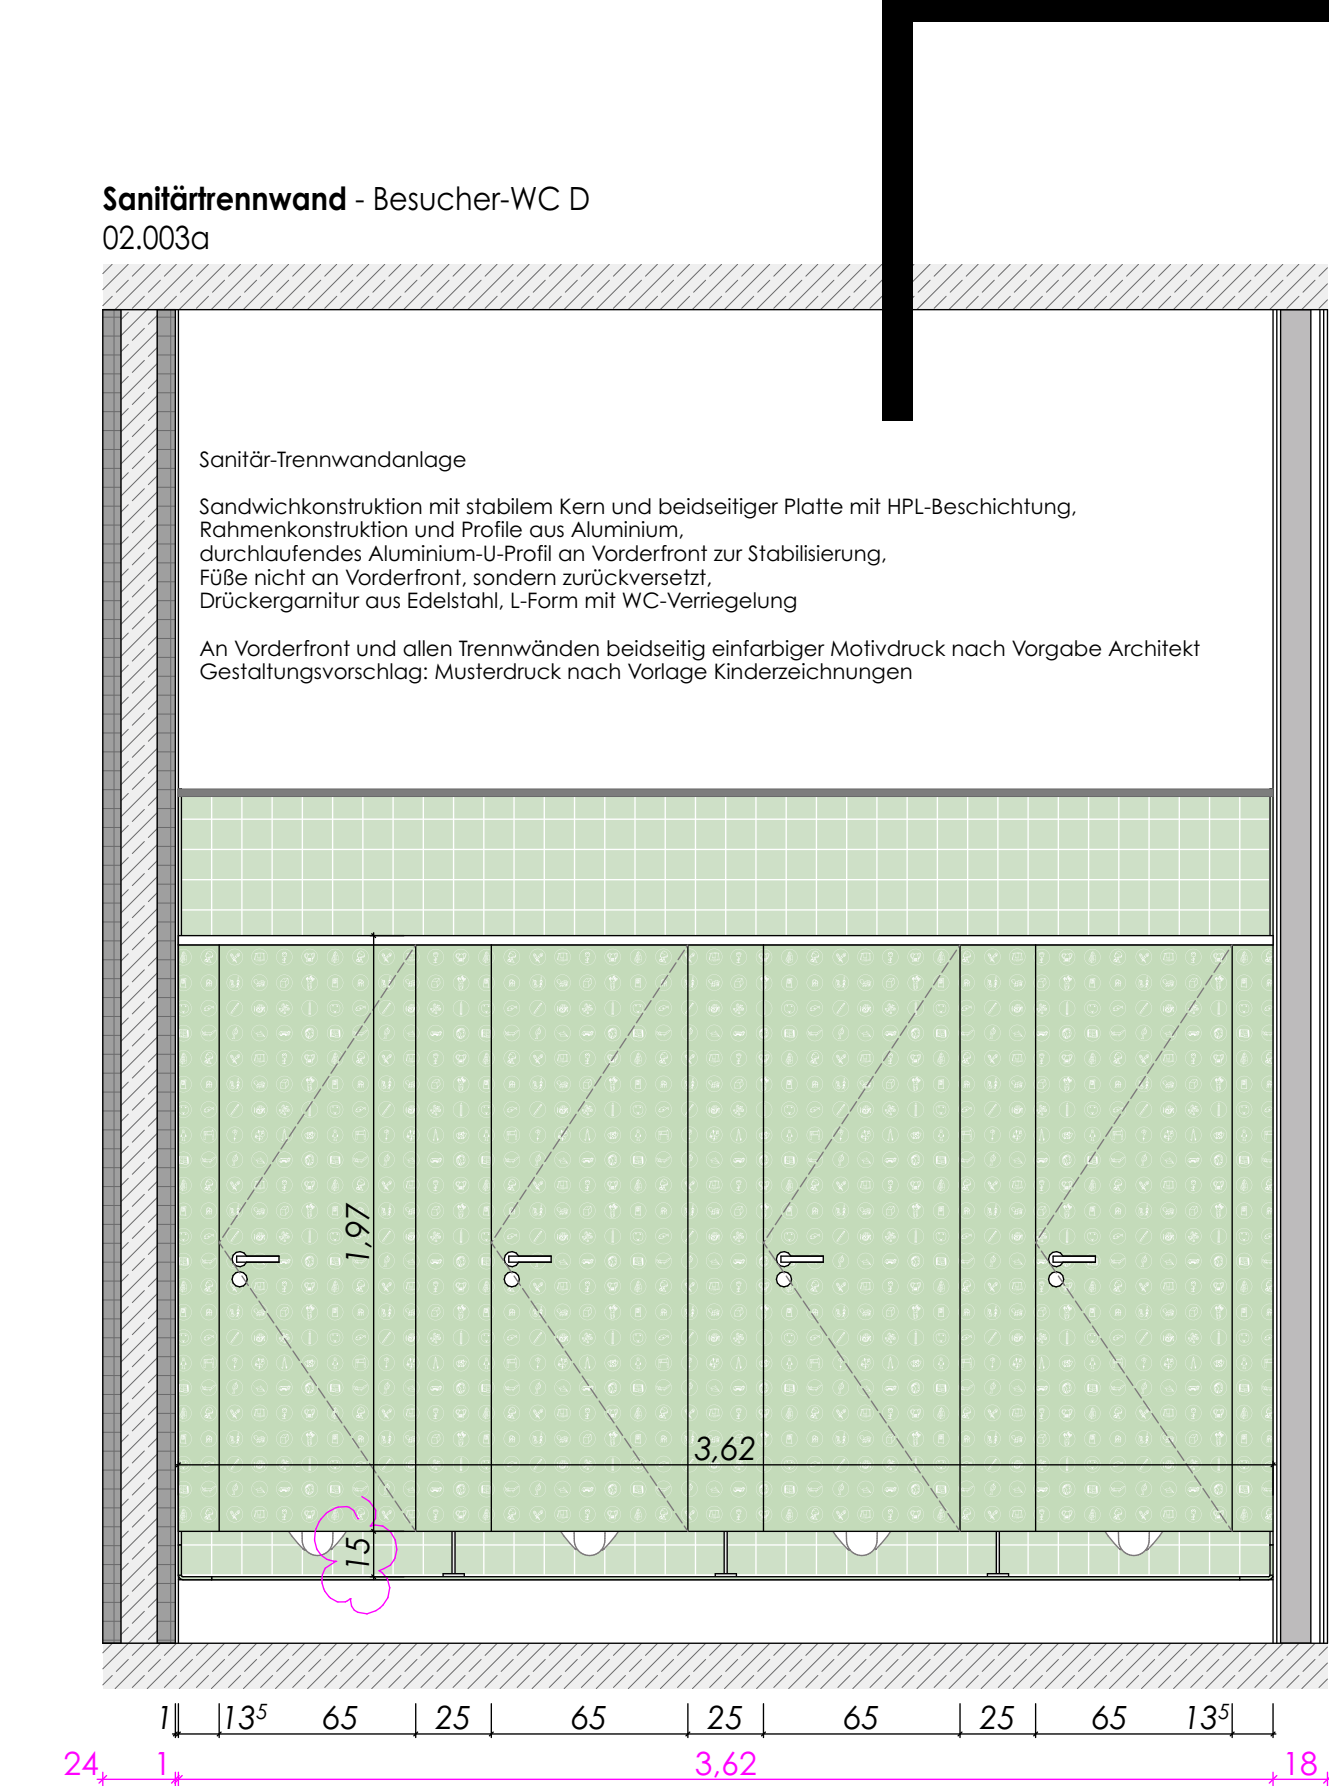 Sanitärtrennwand - Besucher-WC D
02.003a
Sanitär-Trennwandanlage
Sandwichkonstruktion mit stabilem Kern und beidseitiger Platte mit HPL-Beschichtung,
Rahmenkonstruktion und Profile aus Aluminium,
durchlaufendes Aluminium-U-Profil an Vorderfront zur Stabilisierung,
Füße nicht an Vorderfront, sondern zurückversetzt,
Drückergarnitur aus Edelstahl, L-Form mit WC-Verriegelung
An Vorderfront und allen Trennwänden beidseitig einfarbiger Motivdruck nach Vorgabe Architekt
Gestaltungsvorschlag: Musterdruck nach Vorlage Kinderzeichnungen
1,97
3,62
15
1 13⁵ 65 25 65 25 65 25 65 13⁵
24 1 3,62 18